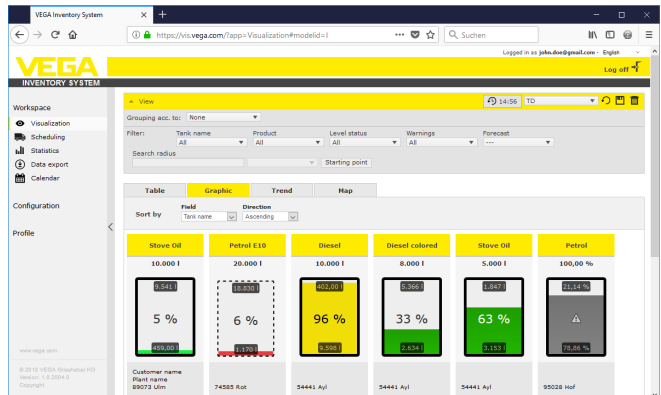 VEGA Inventory System
https://vis.vega.com/?app=Visualization#modelid=1
Search
Logged in as john.doe@gmail.com - English
VEGA
Log off
INVENTORY SYSTEM
Workspace
Visualization
Scheduling
Statistics
Data export
Calendar
Configuration
Profile
www.vega.com
© 2018 VEGA Grieshaber KG
Version: 1.0.2004.0
Copyright
View
14:56
TD
Grouping acc. to: None
Filter: Tank name Product Level status Warnings Forecast
All All All All ---
Search radius
Starting point
Table Graphic Trend Map
Sort by
Field Direction
Tank name Ascending
Stove Oil Petrol E10 Diesel Diesel colored Stove Oil Petrol
10.000 l 20.000 l 10.000 l 8.000 l 5.000 l 100,00 %
9.541 l 18.830 l 402,00 l 5.366 l 1.847 l 21,14 %
5 % 6 % 96 % 33 % 63 %
459,00 l 1.170 l 9.598 l 2.634 l 3.153 l 78,86 %
Customer name
Plant name
89073 Ulm 74585 Rot 54441 Ayl 54441 Ayl 54441 Ayl 95028 Hof